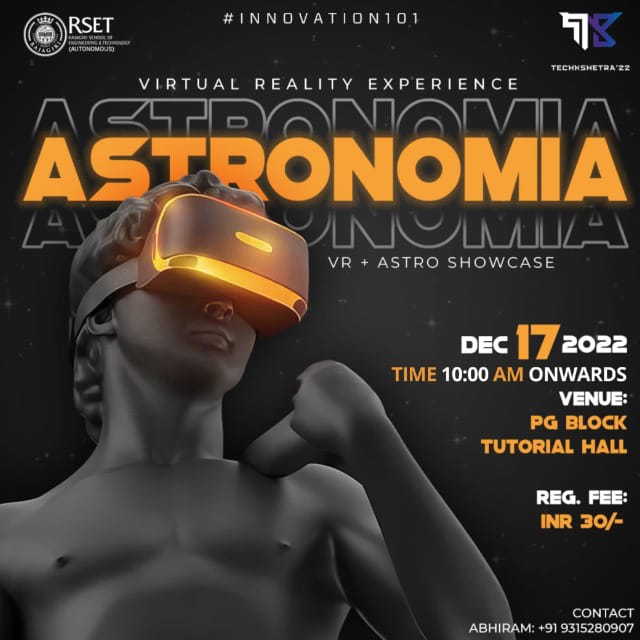 #INNOVATION101
RSET
RAJAGIRI SCHOOL OF
ENGINEERING & TECHNOLOGY
(AUTONOMOUS)
RAJAGIRI
TECHKSHETRA'22
VIRTUAL REALITY EXPERIENCE
ASTRONOMIA
ASTRONOMIA
ASTRONOMIA
VR + ASTRO SHOWCASE
DEC 17 2022
TIME 10:00 AM ONWARDS
VENUE:
PG BLOCK
TUTORIAL HALL
REG. FEE:
INR 30/-
CONTACT
ABHIRAM: +91 9315280907